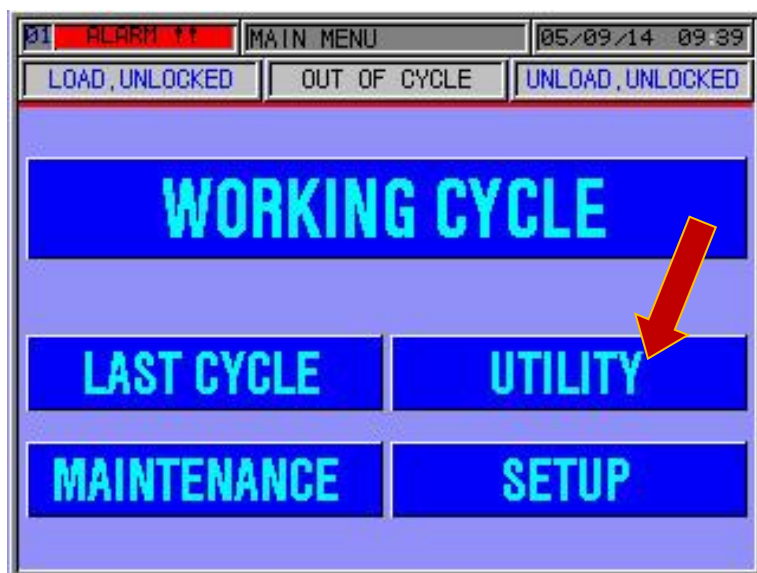 01 ALARM !! MAIN MENU 05/09/14 09:39
LOAD,UNLOCKED OUT OF CYCLE UNLOAD,UNLOCKED
WORKING CYCLE
LAST CYCLE UTILITY
MAINTENANCE SETUP